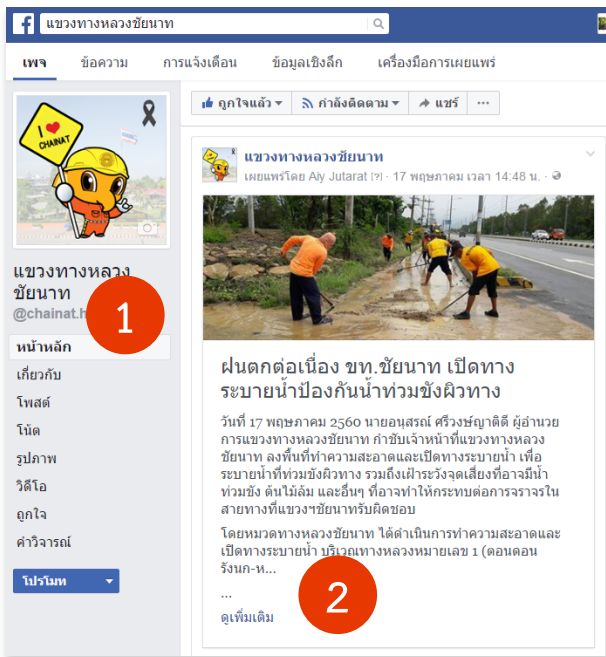 แขวงทางหลวงชัยนาท
เพจ ข้อความ การแจ้งเตือน ข้อมูลเชิงลึก เครื่องมือการเผยแพร่
I
CHAINAT
ถูกใจแล้ว กำลังติดตาม แชร์ ...
แขวงทางหลวงชัยนาท
เผยแพร่โดย Aiy Jutarat [?] · 17 พฤษภาคม เวลา 14:48 น. ·
แขวงทางหลวง
ชัยนาท
@chainat.h
1
หน้าหลัก
เกี่ยวกับ
โพสต์
โน้ต
รูปภาพ
วิดีโอ
ถูกใจ
คำวิจารณ์
โปรโมท
ฝนตกต่อเนื่อง ขท.ชัยนาท เปิดทาง
ระบายน้ำป้องกันน้ำท่วมขังผิวทาง
วันที่ 17 พฤษภาคม 2560 นายอนุสรณ์ ศรีวงษ์ญาติดี ผู้อำนวย
การแขวงทางหลวงชัยนาท กำชับเจ้าหน้าที่แขวงทางหลวง
ชัยนาท ลงพื้นที่ทำความสะอาดและเปิดทางระบายน้ำ เพื่อ
ระบายน้ำที่ท่วมขังผิวทาง รวมถึงเฝ้าระวังจุดเสี่ยงที่อาจมีน้ำ
ท่วมขัง ต้นไม้ล้ม และอื่นๆ ที่อาจทำให้กระทบต่อการจราจรใน
สายทางที่แขวงฯชัยนาทรับผิดชอบ
โดยหมวดทางหลวงชัยนาท ได้ดำเนินการทำความสะอาดและ
เปิดทางระบายน้ำ บริเวณทางหลวงหมายเลข 1 (ตอนดอน
รังนก-ห...
...
ดูเพิ่มเติม
2